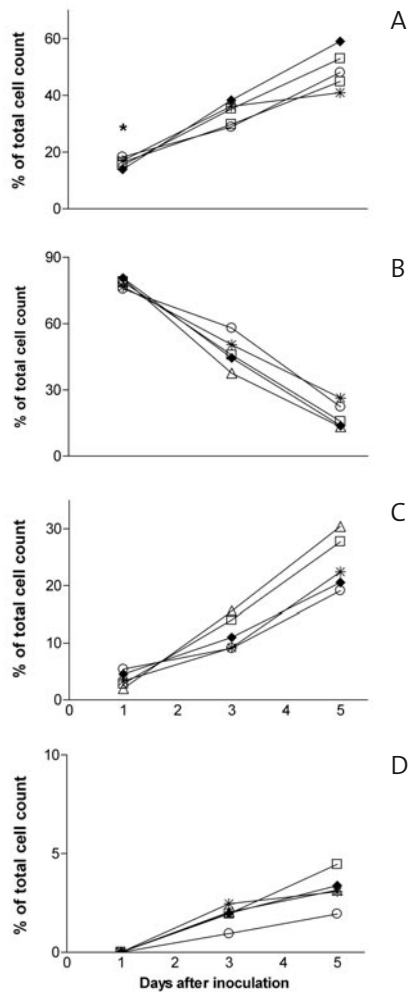 A
% of total cell count
60
40
20
0
*
B
% of total cell count
90
60
30
0
C
% of total cell count
30
20
10
0
0 1 2 3 4 5
D
% of total cell count
10
5
0
0 1 2 3 4 5
Days after inoculation